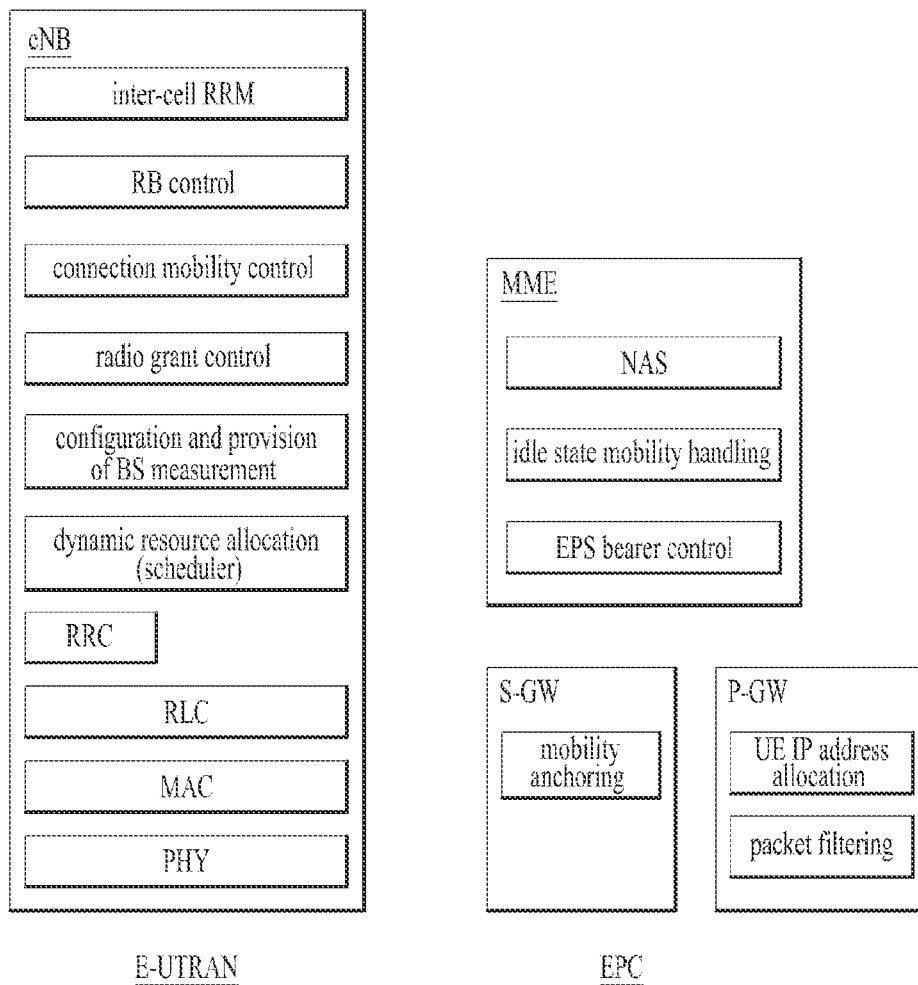 eNB
inter-cell RRM
RB control
connection mobility control
radio grant control
configuration and provision
of BS measurement
dynamic resource allocation
(scheduler)
RRC
RLC
MAC
PHY
E-UTRAN
MME
NAS
idle state mobility handling
EPS bearer control
S-GW
mobility
anchoring
P-GW
UE IP address
allocation
packet filtering
EPC